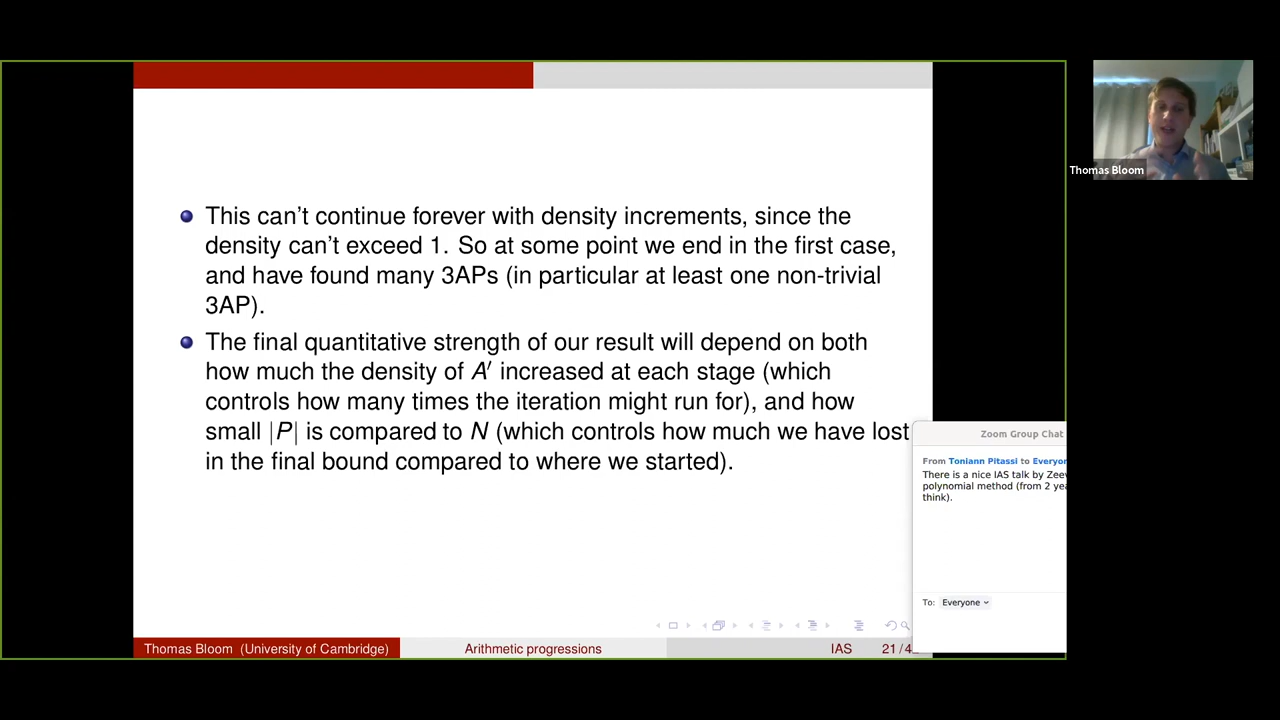 This can't continue forever with density increments, since the
density can't exceed 1. So at some point we end in the first case,
and have found many 3APs (in particular at least one non-trivial
3AP).
The final quantitative strength of our result will depend on both
how much the density of A′ increased at each stage (which
controls how many times the iteration might run for), and how
small |P| is compared to N (which controls how much we have lost
in the final bound compared to where we started).
Thomas Bloom (University of Cambridge)
Arithmetic progressions
IAS
21/4
Thomas Bloom
Zoom Group Chat
From Toniann Pitassi to Everyor
There is a nice IAS talk by Zeev
polynomial method (from 2 yea
think).
To: Everyone